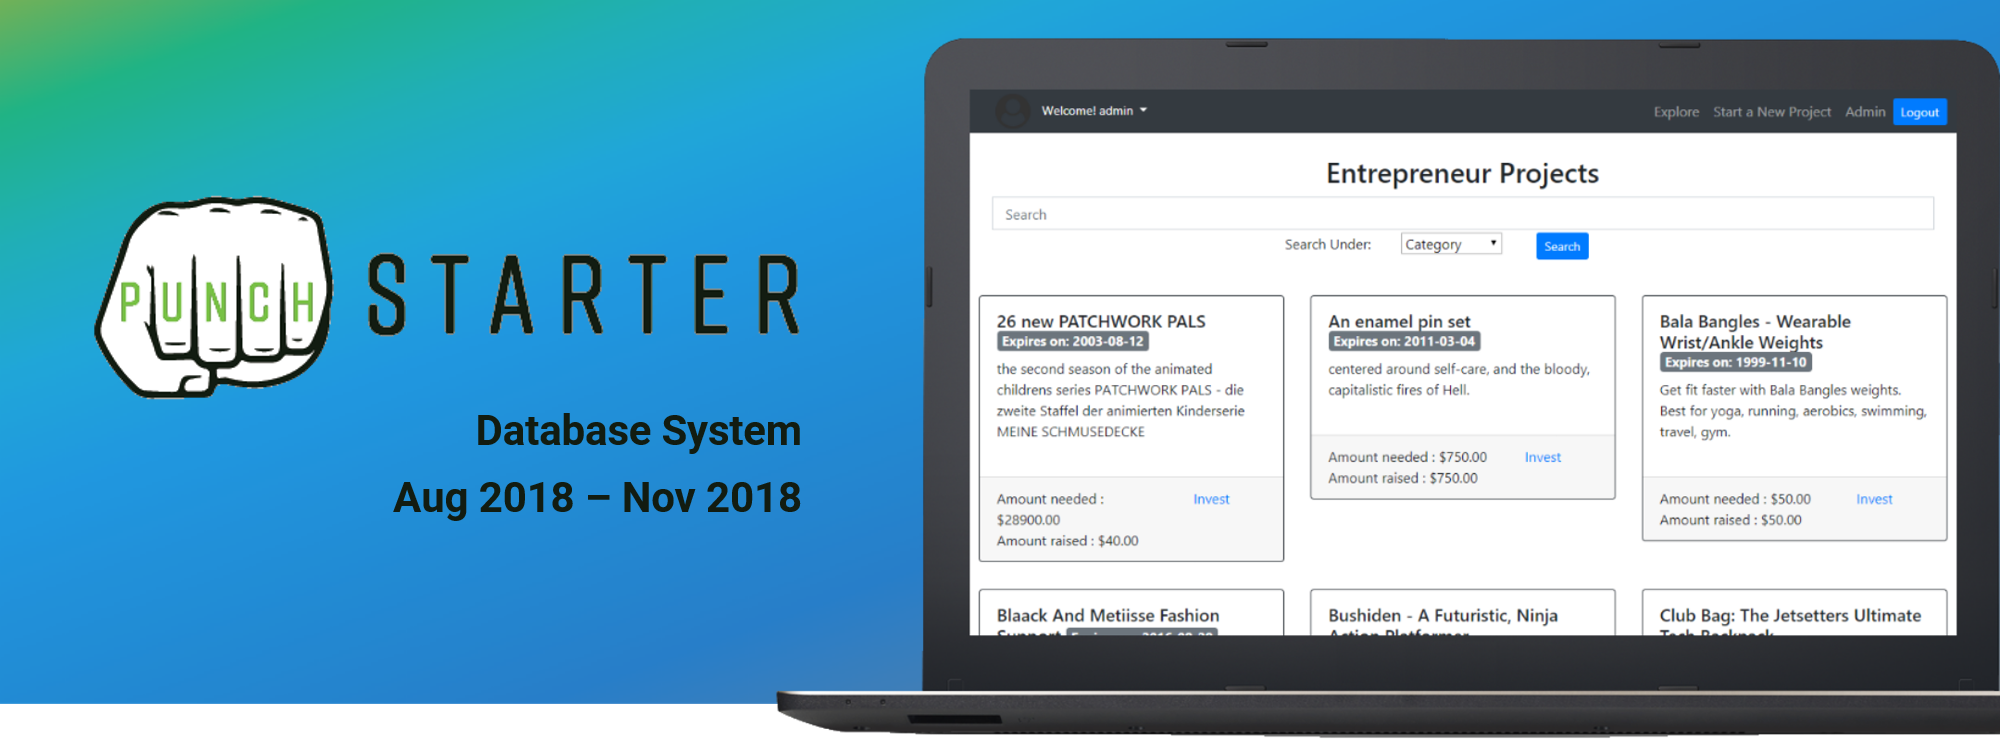 PUNCH STARTER
Database System
Aug 2018 – Nov 2018
Welcome! admin
Explore Start a New Project Admin Logout
Entrepreneur Projects
Search
Search Under: Category Search
26 new PATCHWORK PALS
Expires on: 2003-08-12
the second season of the animated
childrens series PATCHWORK PALS - die
zweite Staffel der animierten Kinderserie
MEINE SCHMUSEDECKE
Amount needed : Invest
$28900.00
Amount raised : $40.00
An enamel pin set
Expires on: 2011-03-04
centered around self-care, and the bloody,
capitalistic fires of Hell.
Amount needed : $750.00 Invest
Amount raised : $750.00
Bala Bangles - Wearable
Wrist/Ankle Weights
Expires on: 1999-11-10
Get fit faster with Bala Bangles weights.
Best for yoga, running, aerobics, swimming,
travel, gym.
Amount needed : $50.00 Invest
Amount raised : $50.00
Blaack And Metiisse Fashion
Support
Bushiden - A Futuristic, Ninja
Action Platformer
Club Bag: The Jetsetters Ultimate
Tech Backpack